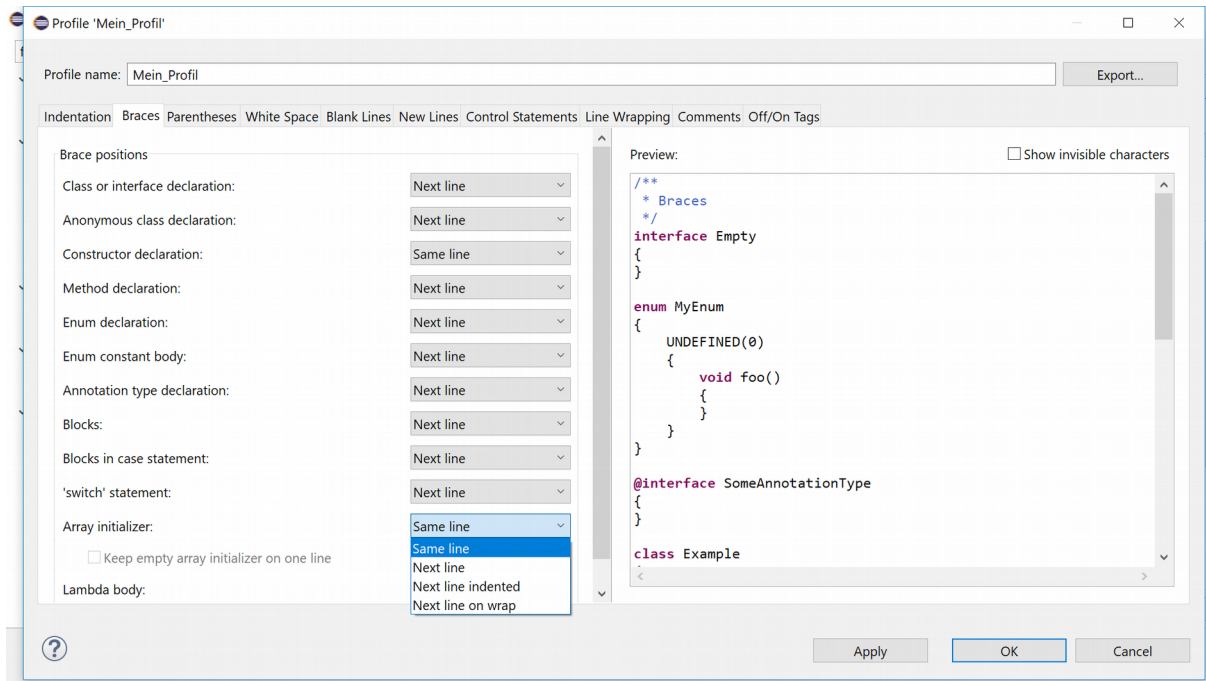 Profile 'Mein_Profil'
Profile name: Mein_Profil Export...
Indentation Braces Parentheses White Space Blank Lines New Lines Control Statements Line Wrapping Comments Off/On Tags
Brace positions
Class or interface declaration: Next line
Anonymous class declaration: Next line
Constructor declaration: Same line
Method declaration: Next line
Enum declaration: Next line
Enum constant body: Next line
Annotation type declaration: Next line
Blocks: Next line
Blocks in case statement: Next line
'switch' statement: Next line
Array initializer: Same line
Same line
Keep empty array initializer on one line
Next line
Next line indented
Lambda body:
Next line on wrap
Preview: Show invisible characters
/**
 * Braces
 */
interface Empty
{
}

enum MyEnum
{
    UNDEFINED(0)
    {
        void foo()
        {
        }
    }
}

@interface SomeAnnotationType
{
}

class Example
?
Apply OK Cancel